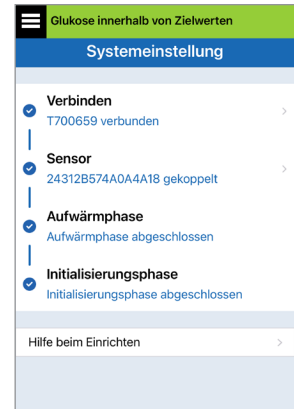 Glukose innerhalb von Zielwerten
Systemeinstellung
Verbinden
T700659 verbunden
Sensor
24312B574A0A4A18 gekoppelt
Aufwärmphase
Aufwärmphase abgeschlossen
Initialisierungsphase
Initialisierungsphase abgeschlossen
Hilfe beim Einrichten